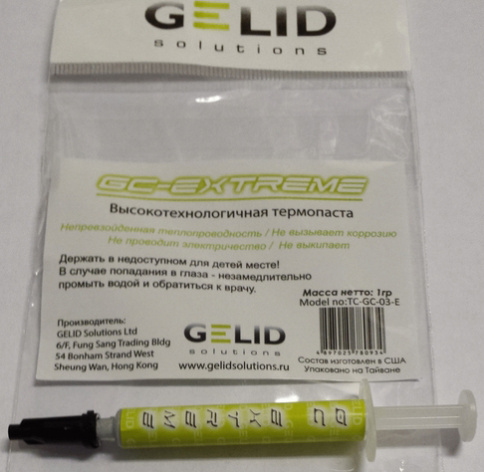 GELID
solutions
GC-EXTREME
Высокотехнологичная термопаста
Непревзойденная теплопроводность / Не вызывает коррозию
Не проводит электричество / Не выкипает
Держать в недоступном для детей месте!
В случае попадания в глаза - незамедлительно
промыть водой и обратиться к врачу.
Масса нетто: 1гр
Model no:TC-GC-03-E
Производитель:
GELID Solutions Ltd
6/F, Fung Sang Trading Bldg
54 Bonham Strand West
Sheung Wan, Hong Kong
GELID
solutions
www.gelidsolutions.ru
Состав изготовлен в США
Упаковано на Тайване
GC EXTREME